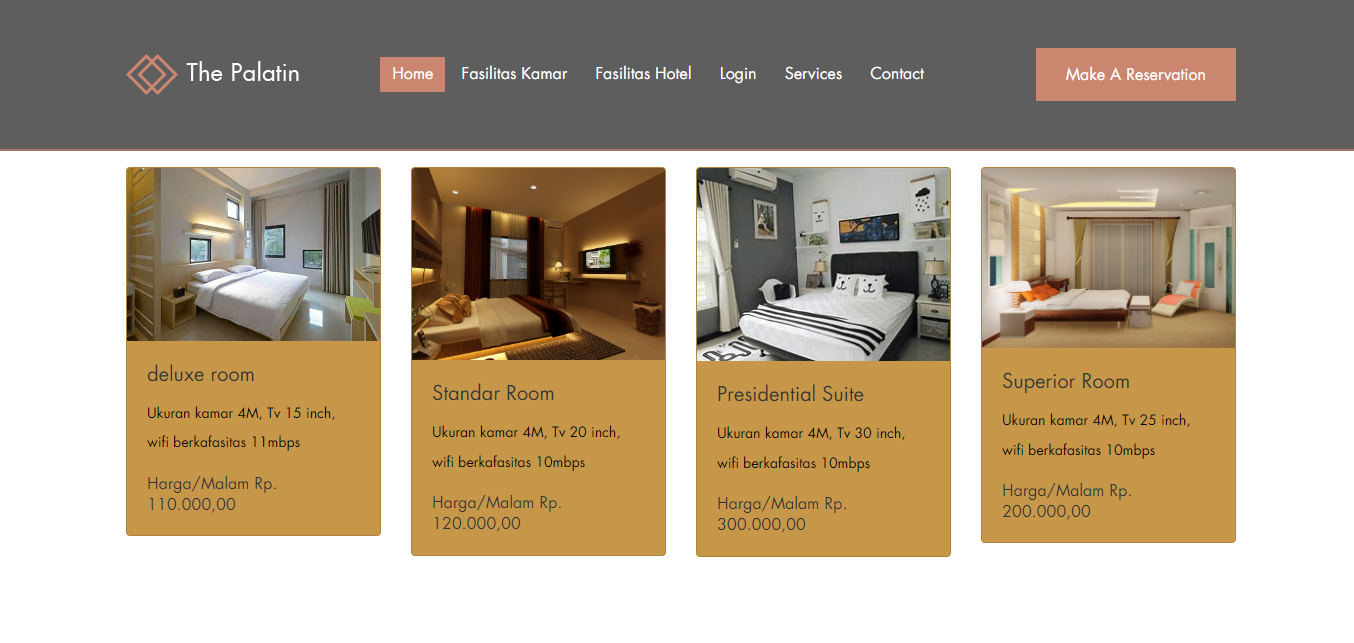 The Palatin
Home
Fasilitas Kamar
Fasilitas Hotel
Login
Services
Contact
Make A Reservation
deluxe room
Ukuran kamar 4M, Tv 15 inch,
wifi berkafasitas 11mbps
Harga/Malam Rp.
110.000,00
Standar Room
Ukuran kamar 4M, Tv 20 inch,
wifi berkafasitas 10mbps
Harga/Malam Rp.
120.000,00
Presidential Suite
Ukuran kamar 4M, Tv 30 inch,
wifi berkafasitas 10mbps
Harga/Malam Rp.
300.000,00
Superior Room
Ukuran kamar 4M, Tv 25 inch,
wifi berkafasitas 10mbps
Harga/Malam Rp.
200.000,00